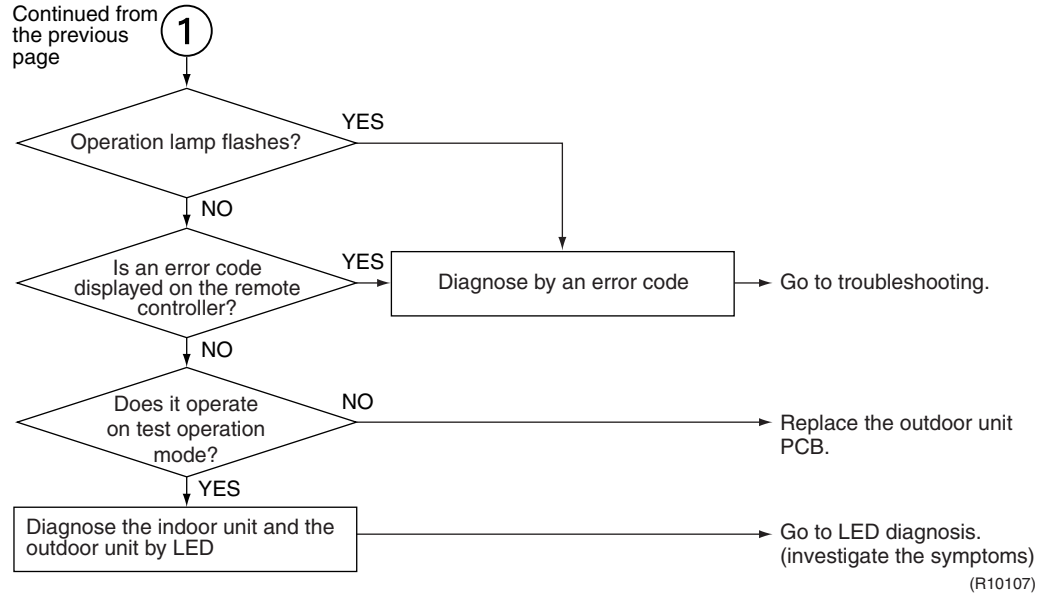 Continued from
the previous
page
1
Operation lamp flashes?
YES
NO
Is an error code
displayed on the remote
controller?
YES
Diagnose by an error code
Go to troubleshooting.
NO
Does it operate
on test operation
mode?
NO
Replace the outdoor unit
PCB.
YES
Diagnose the indoor unit and the
outdoor unit by LED
Go to LED diagnosis.
(investigate the symptoms)
(R10107)